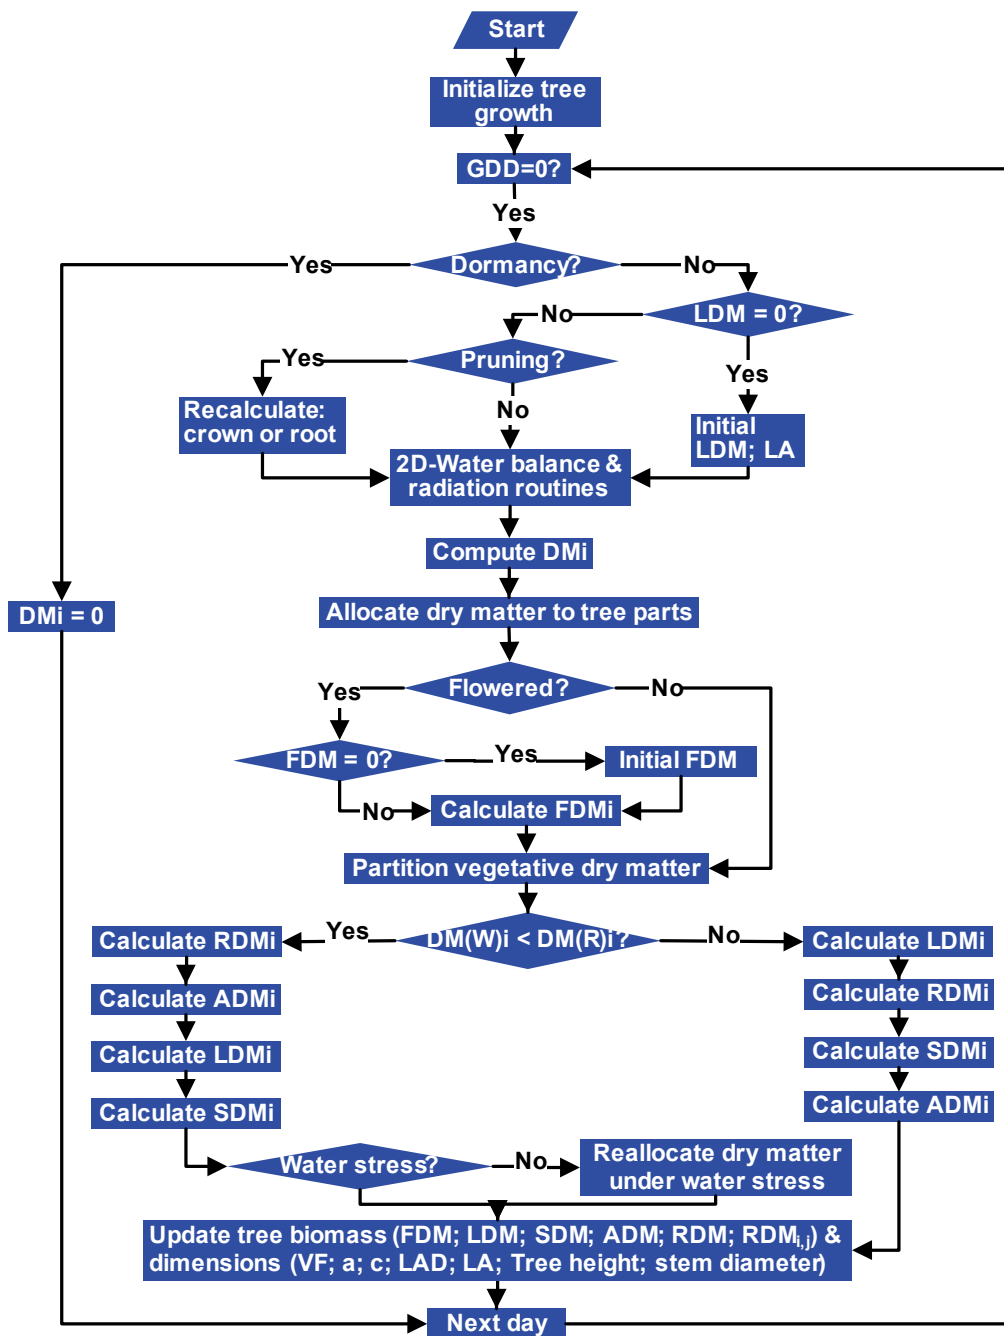 Start
Initialize tree
growth
GDD=0?
Yes
Yes
Dormancy?
No
LDM = 0?
No
Yes
Pruning?
Yes
No
Recalculate:
crown or root
Initial
LDM; LA
2D-Water balance &
radiation routines
Compute DMi
DMi = 0
Allocate dry matter to tree parts
Flowered?
Yes
No
FDM = 0?
Yes
Initial FDM
No
Calculate FDMi
Partition vegetative dry matter
DM(W)i < DM(R)i?
Yes
No
Calculate RDMi
Calculate ADMi
Calculate LDMi
Calculate SDMi
Calculate LDMi
Calculate RDMi
Calculate SDMi
Calculate ADMi
Water stress?
No
Reallocate dry matter
under water stress
Update tree biomass (FDM; LDM; SDM; ADM; RDM; RDMi,j) &
dimensions (VF; a; c; LAD; LA; Tree height; stem diameter)
Next day